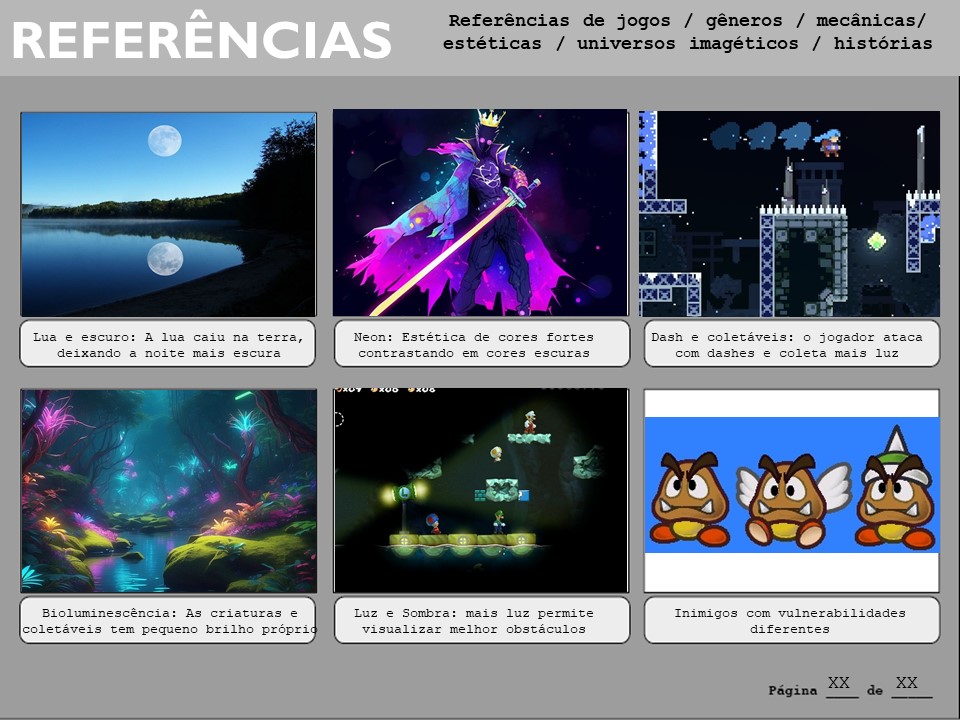 REFERÊNCIAS
Referências de jogos / gêneros / mecânicas/
estéticas / universos imagéticos / histórias
Lua e escuro: A lua caiu na terra,
deixando a noite mais escura
Neon: Estética de cores fortes
contrastando em cores escuras
Dash e coletáveis: o jogador ataca
com dashes e coleta mais luz
Bioluminescência: As criaturas e
coletáveis tem pequeno brilho próprio
Luz e Sombra: mais luz permite
visualizar melhor obstáculos
Inimigos com vulnerabilidades
diferentes
Página XX de XX